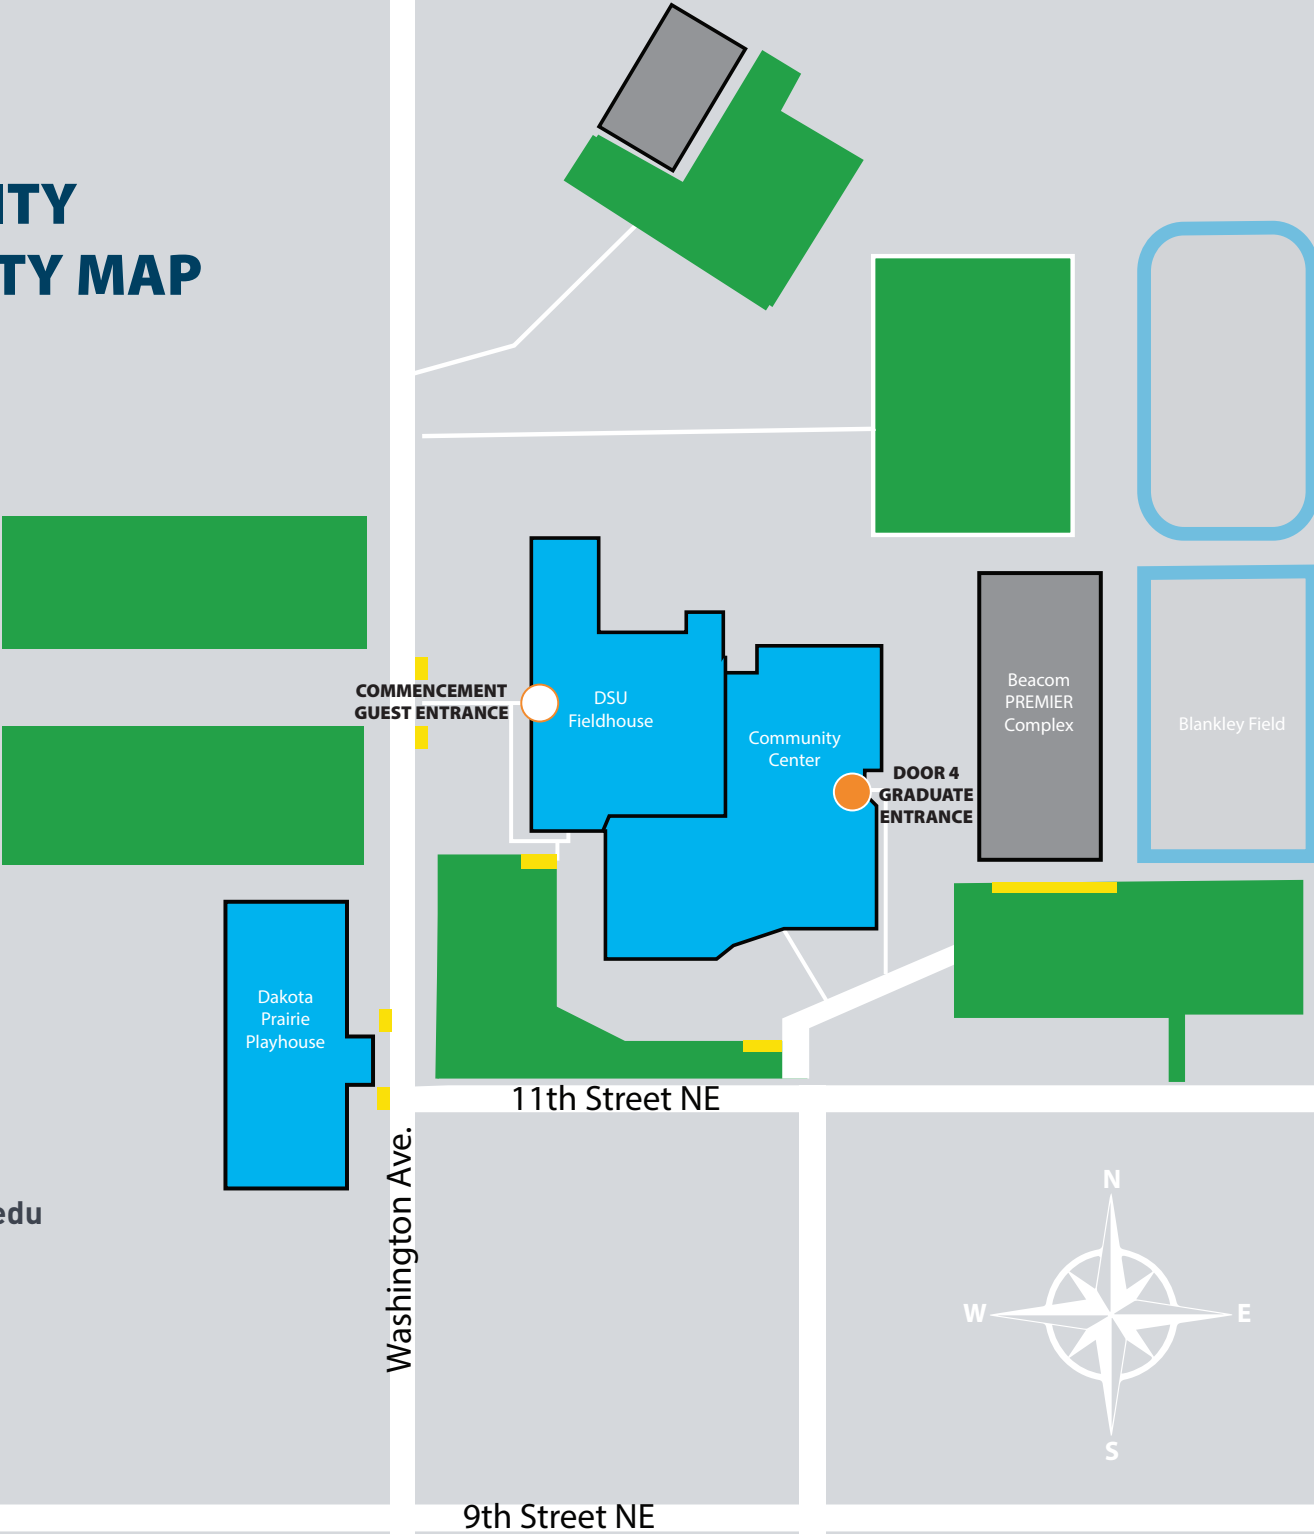 ITY
TY MAP
COMMENCEMENT
GUEST ENTRANCE
DSU
Fieldhouse
Community
Center
DOOR 4
GRADUATE
ENTRANCE
Beacom
PREMIER
Complex
Blankley Field
Dakota
Prairie
Playhouse
11th Street NE
Washington Ave.
edu
N
W
E
S
9th Street NE